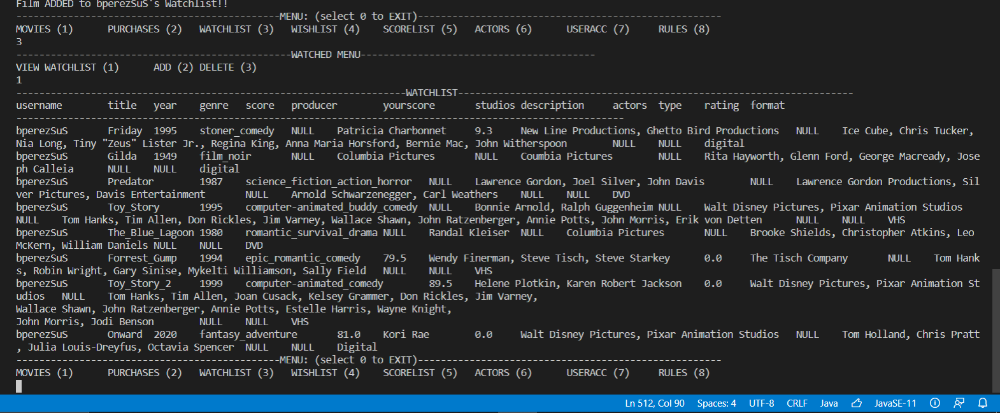 Film ADDED to bperezSuS's Watchlist!!
----------------------------------------------MENU: (select 0 to EXIT)-----------------------------------------------------
MOVIES (1) PURCHASES (2) WATCHLIST (3) WISHLIST (4) SCORELIST (5) ACTORS (6) USERACC (7) RULES (8)
3
------------------------------------------------WATCHED MENU-----------------------------------------
VIEW WATCHLIST (1) ADD (2) DELETE (3)
1
--------------------------------------------------------------------WATCHLIST---------------------------------------------------------------------
username title year genre score producer yourscore studios description actors type rating format
----------------------------------------------------------------------------------------------------------
bperezSuS Friday 1995 stoner_comedy NULL Patricia Charbonnet 9.3 New Line Productions, Ghetto Bird Productions NULL Ice Cube, Chris Tucker,
Nia Long, Tiny "Zeus" Lister Jr., Regina King, Anna Maria Horsford, Bernie Mac, John Witherspoon NULL NULL digital
bperezSuS Gilda 1949 film_noir NULL Columbia Pictures NULL Coumbia Pictures NULL Rita Hayworth, Glenn Ford, George Macready, Jose
ph Calleia NULL NULL digital
bperezSuS Predator 1987 science_fiction_action_horror NULL Lawrence Gordon, Joel Silver, John Davis NULL Lawrence Gordon Productions, Sil
ver Pictures, Davis Entertainment NULL Arnold Schwarzenegger, Carl Weathers NULL NULL DVD
bperezSuS Toy_Story 1995 computer-animated_buddy_comedy NULL Bonnie Arnold, Ralph Guggenheim NULL Walt Disney Pictures, Pixar Animation Studios
NULL Tom Hanks, Tim Allen, Don Rickles, Jim Varney, Wallace Shawn, John Ratzenberger, Annie Potts, John Morris, Erik von Detten NULL NULL VHS
bperezSuS The_Blue_Lagoon 1980 romantic_survival_drama NULL Randal Kleiser NULL Columbia Pictures NULL Brooke Shields, Christopher Atkins, Leo
McKern, William Daniels NULL NULL DVD
bperezSuS Forrest_Gump 1994 epic_romantic_comedy 79.5 Wendy Finerman, Steve Tisch, Steve Starkey 0.0 The Tisch Company NULL Tom Hank
s, Robin Wright, Gary Sinise, Mykelti Williamson, Sally Field NULL NULL VHS
bperezSuS Toy_Story_2 1999 computer-animated_comedy 89.5 Helene Plotkin, Karen Robert Jackson 0.0 Walt Disney Pictures, Pixar Animation St
udios NULL Tom Hanks, Tim Allen, Joan Cusack, Kelsey Grammer, Don Rickles, Jim Varney,
Wallace Shawn, John Ratzenberger, Annie Potts, Estelle Harris, Wayne Knight,
John Morris, Jodi Benson NULL NULL VHS
bperezSuS Onward 2020 fantasy_adventure 81.0 Kori Rae 0.0 Walt Disney Pictures, Pixar Animation Studios NULL Tom Holland, Chris Pratt
, Julia Louis-Dreyfus, Octavia Spencer NULL NULL Digital
----------------------------------------------MENU: (select 0 to EXIT)-----------------------------------------------------
MOVIES (1) PURCHASES (2) WATCHLIST (3) WISHLIST (4) SCORELIST (5) ACTORS (6) USERACC (7) RULES (8)
Ln 512, Col 90 Spaces: 4 UTF-8 CRLF Java JavaSE-11